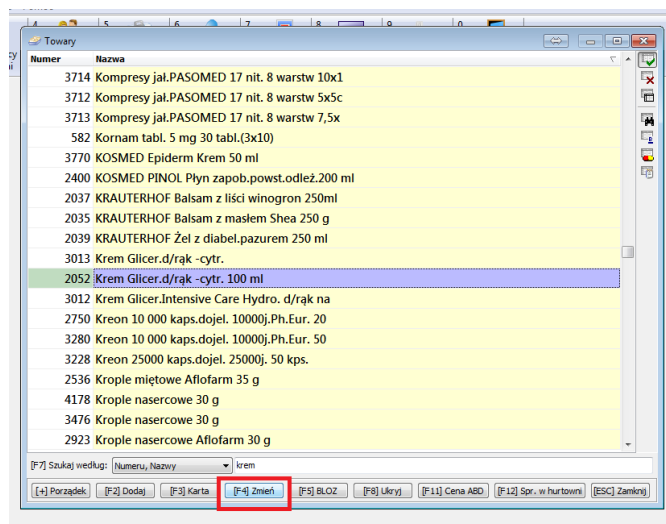 4 5 6 7 8 9 0
Towary
Numer Nazwa
3714 Kompresy jał.PASOMED 17 nit. 8 warstw 10x1
3712 Kompresy jał.PASOMED 17 nit. 8 warstw 5x5c
3713 Kompresy jał.PASOMED 17 nit. 8 warstw 7,5x
582 Kornam tabl. 5 mg 30 tabl.(3x10)
3770 KOSMED Epiderm Krem 50 ml
2400 KOSMED PINOL Płyn zapob.powst.odleż.200 ml
2037 KRAUTERHOF Balsam z liści winogron 250ml
2035 KRAUTERHOF Balsam z masłem Shea 250 g
2039 KRAUTERHOF Żel z diabel.pazurem 250 ml
3013 Krem Glicer.d/rąk -cytr.
2052 Krem Glicer.d/rąk -cytr. 100 ml
3012 Krem Glicer.Intensive Care Hydro. d/rąk na
2750 Kreon 10 000 kaps.dojel. 10000j.Ph.Eur. 20
3280 Kreon 10 000 kaps.dojel. 10000j.Ph.Eur. 50
3228 Kreon 25000 kaps.dojel. 25000j. 50 kps.
2536 Krople miętowe Aflofarm 35 g
4178 Krople nasercowe 30 g
3476 Krople nasercowe 30 g
2923 Krople nasercowe Aflofarm 30 g
[F7] Szukaj według: Numeru, Nazwy krem
[+] Porządek [F2] Dodaj [F3] Karta [F4] Zmień [F5] BLOZ [F8] Ukryj [F11] Cena ABD [F12] Spr. w hurtowni [ESC] Zamknij